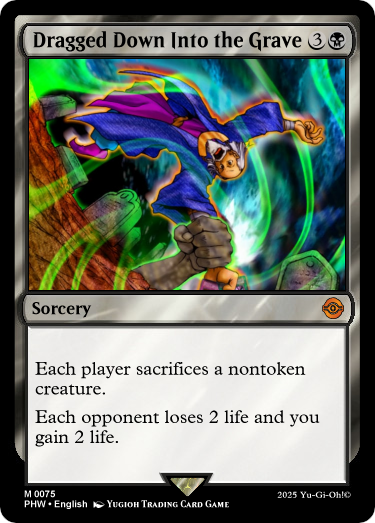 Dragged Down Into the Grave 3
Sorcery
Each player sacrifices a nontoken
creature.
Each opponent loses 2 life and you
gain 2 life.
M 0075
PHW • English Yugioh Trading Card Game
2025 Yu-Gi-Oh!©